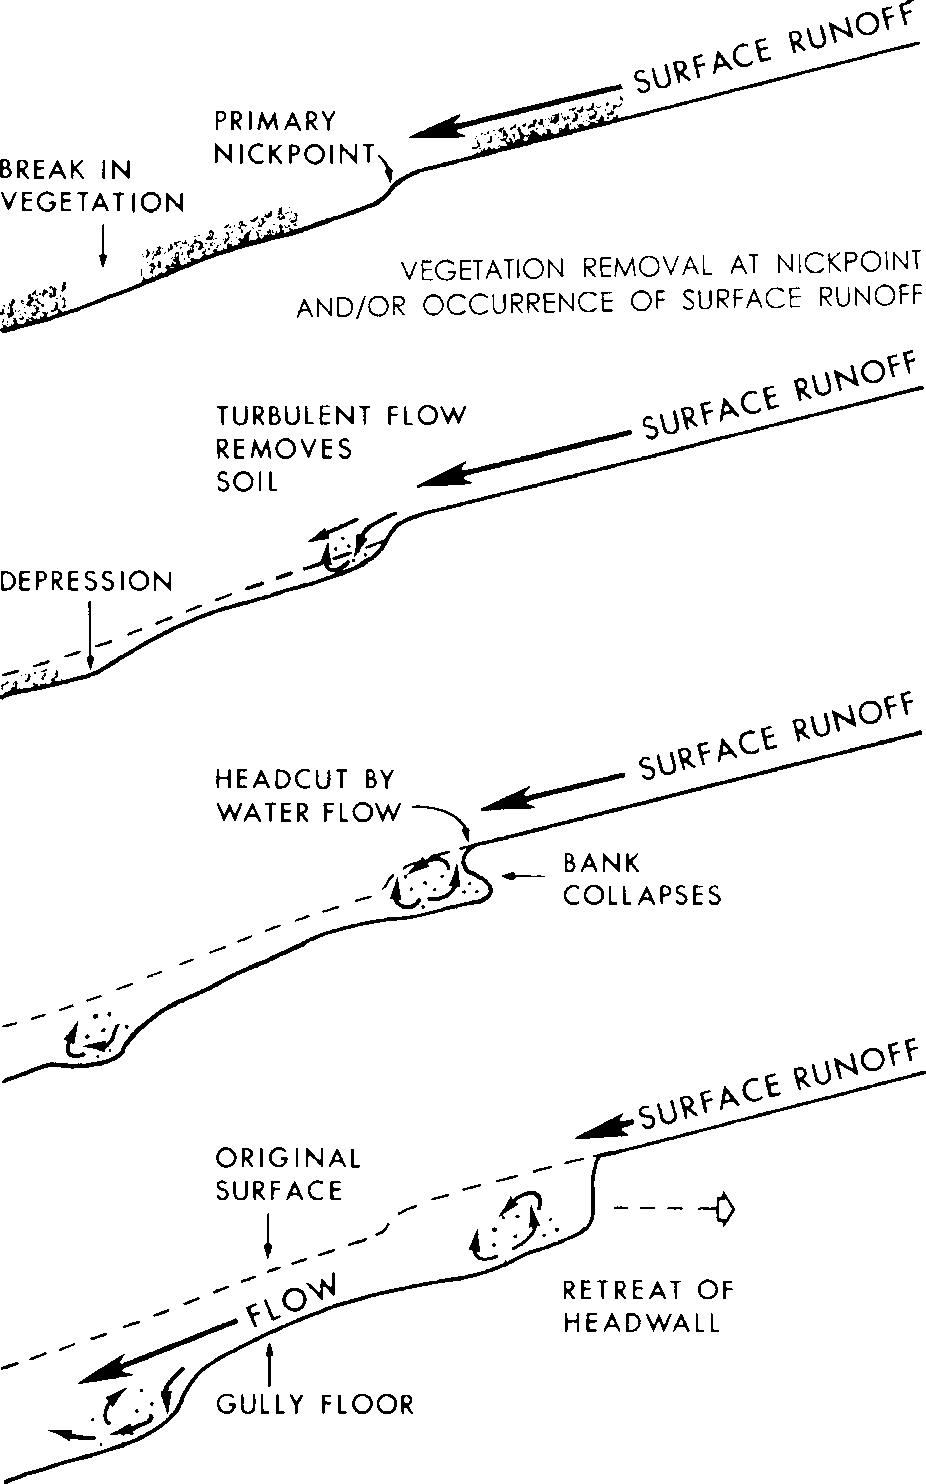 SURFACE RUNOFF
PRIMARY
NICKPOINT
BREAK IN
VEGETATION
VEGETATION REMOVAL AT NICKPOINT
AND/OR OCCURRENCE OF SURFACE RUNOFF
SURFACE RUNOFF
TURBULENT FLOW
REMOVES
SOIL
DEPRESSION
SURFACE RUNOFF
HEADCUT BY
WATER FLOW
BANK
COLLAPSES
SURFACE RUNOFF
ORIGINAL
SURFACE
FLOW
RETREAT OF
HEADWALL
GULLY FLOOR